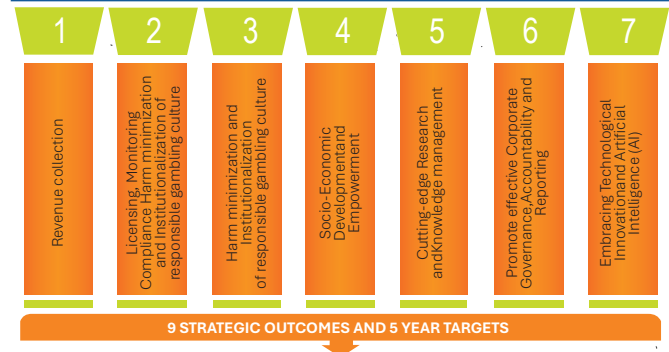 1
2
3
4
5
6
7
Revenue collection
Licensing, Monitoring
Compliance Harm minimization
and Institutionalization of
responsible gambling culture
Harm minimization and
Institutionalization
of responsible gambling culture
Socio-Economic
Developmentand
Empowerment
Cutting-edge Research
andKnowledge management
Promote effective Corporate
Governance,Accountability and
Reporting
Embracing Technological
Innovationand Artificial
Intelligence (AI)
9 STRATEGIC OUTCOMES AND 5 YEAR TARGETS